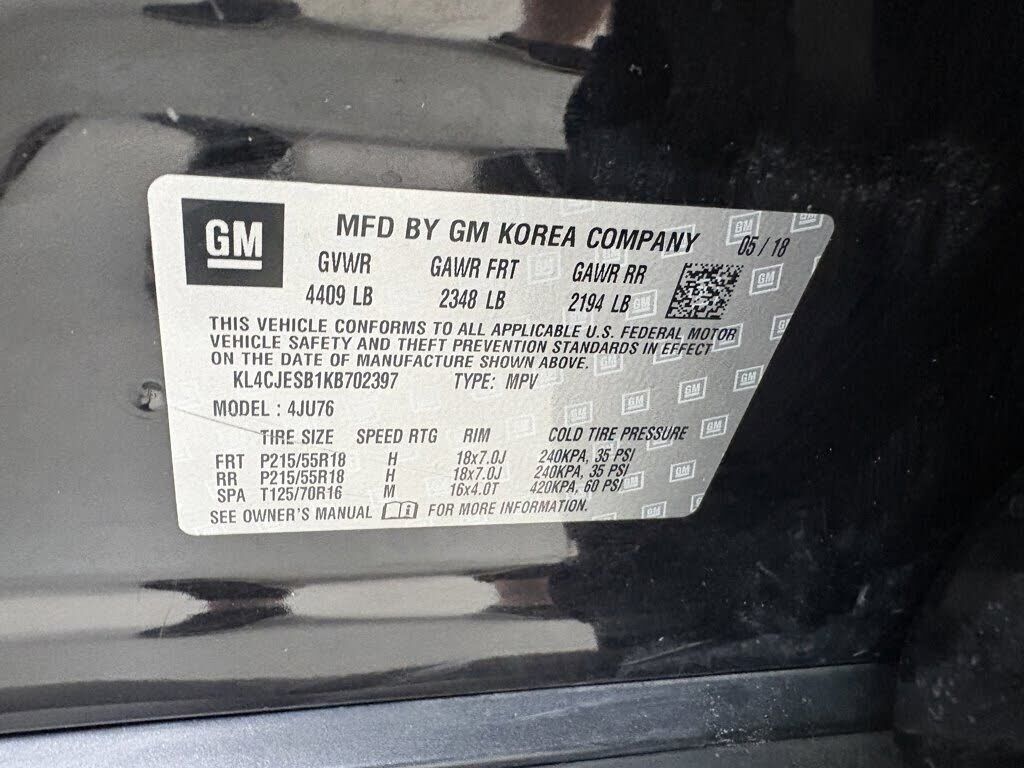 GM
MFD BY GM KOREA COMPANY 05/18
GVWR GAWR FRT GAWR RR
4409 LB 2348 LB 2194 LB
THIS VEHICLE CONFORMS TO ALL APPLICABLE U.S. FEDERAL MOTOR
VEHICLE SAFETY AND THEFT PREVENTION STANDARDS IN EFFECT
ON THE DATE OF MANUFACTURE SHOWN ABOVE.
KL4CJESB1KB702397 TYPE: MPV
MODEL : 4JU76
TIRE SIZE SPEED RTG RIM COLD TIRE PRESSURE
FRT P215/55R18 H 18x7.0J 240KPA, 35 PSI
RR P215/55R18 H 18x7.0J 240KPA, 35 PSI
SPA T125/70R16 M 16x4.0T 420KPA, 60 PSI
SEE OWNER'S MANUAL FOR MORE INFORMATION.